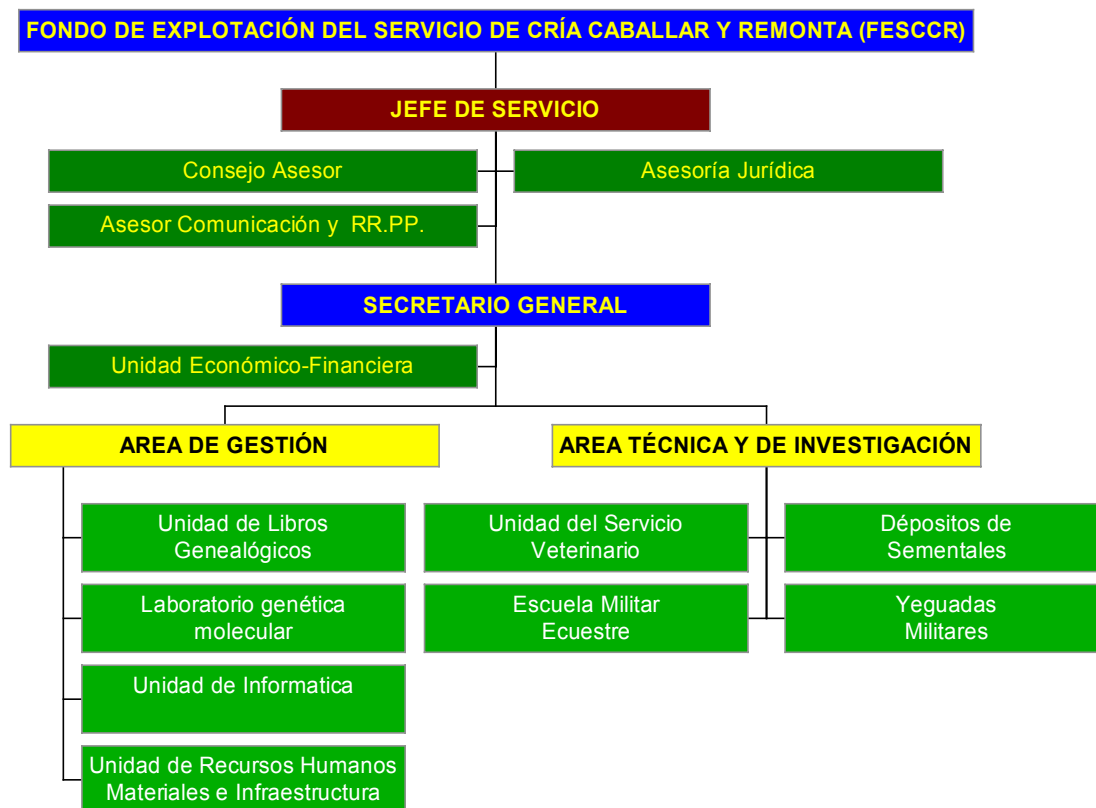 FONDO DE EXPLOTACIÓN DEL SERVICIO DE CRÍA CABALLAR Y REMONTA (FESCCR)
JEFE DE SERVICIO
Consejo Asesor
Asesoría Jurídica
Asesor Comunicación y RR.PP.
SECRETARIO GENERAL
Unidad Económico-Financiera
AREA DE GESTIÓN
AREA TÉCNICA Y DE INVESTIGACIÓN
Unidad de Libros
Genealógicos
Unidad del Servicio
Veterinario
Dépositos de
Sementales
Laboratorio genética
molecular
Escuela Militar
Ecuestre
Yeguadas
Militares
Unidad de Informatica
Unidad de Recursos Humanos
Materiales e Infraestructura